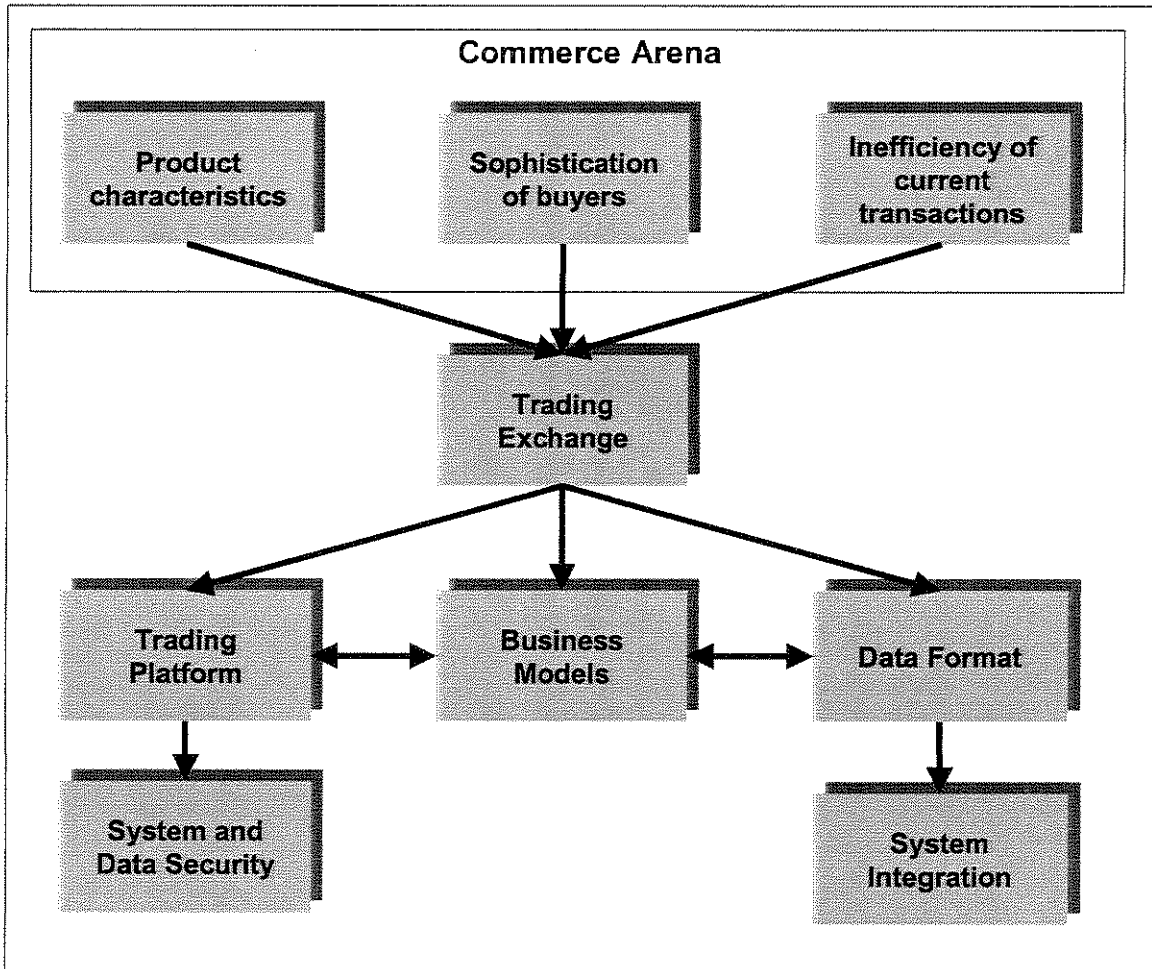 Commerce Arena
Product
characteristics
Sophistication
of buyers
Inefficiency of
current
transactions
Trading
Exchange
Trading
Platform
Business
Models
Data Format
System and
Data Security
System
Integration